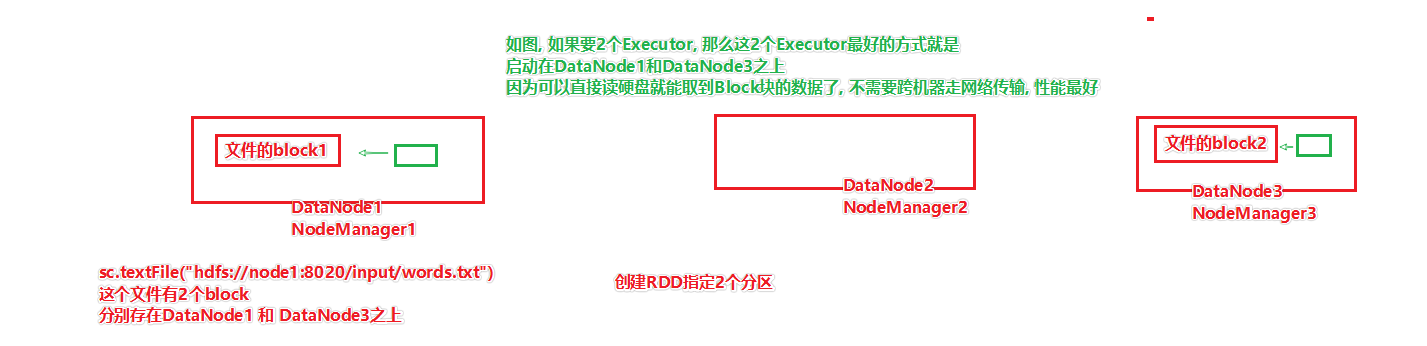 如图, 如果要2个Executor, 那么这2个Executor最好的方式就是
启动在DataNode1和DataNode3之上
因为可以直接读硬盘就能取到Block块的数据了, 不需要跨机器走网络传输, 性能最好
文件的block1
文件的block2
DataNode1
NodeManager1
DataNode2
NodeManager2
DataNode3
NodeManager3
sc.textFile("hdfs://node1:8020/input/words.txt")
这个文件有2个block
分别存在DataNode1 和 DataNode3之上
创建RDD指定2个分区